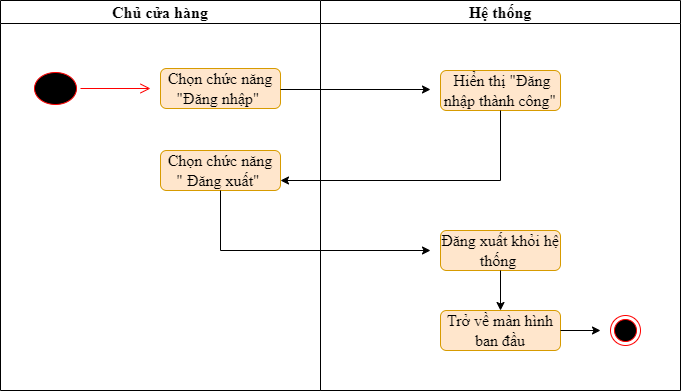 Chủ cửa hàng
Hệ thống
Chọn chức năng
"Đăng nhập"
Hiển thị "Đăng
nhập thành công"
Chọn chức năng
" Đăng xuất"
Đăng xuất khỏi hệ
thống
Trở về màn hình
ban đầu